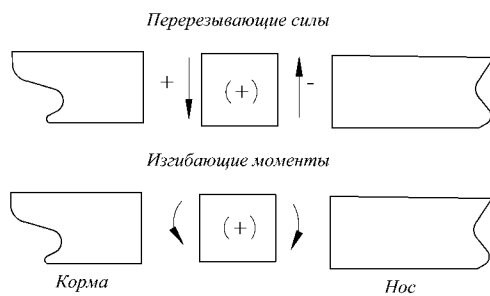 Перерезывающие силы
+ (+) -
Изгибающие моменты
(+)
Корма Нос